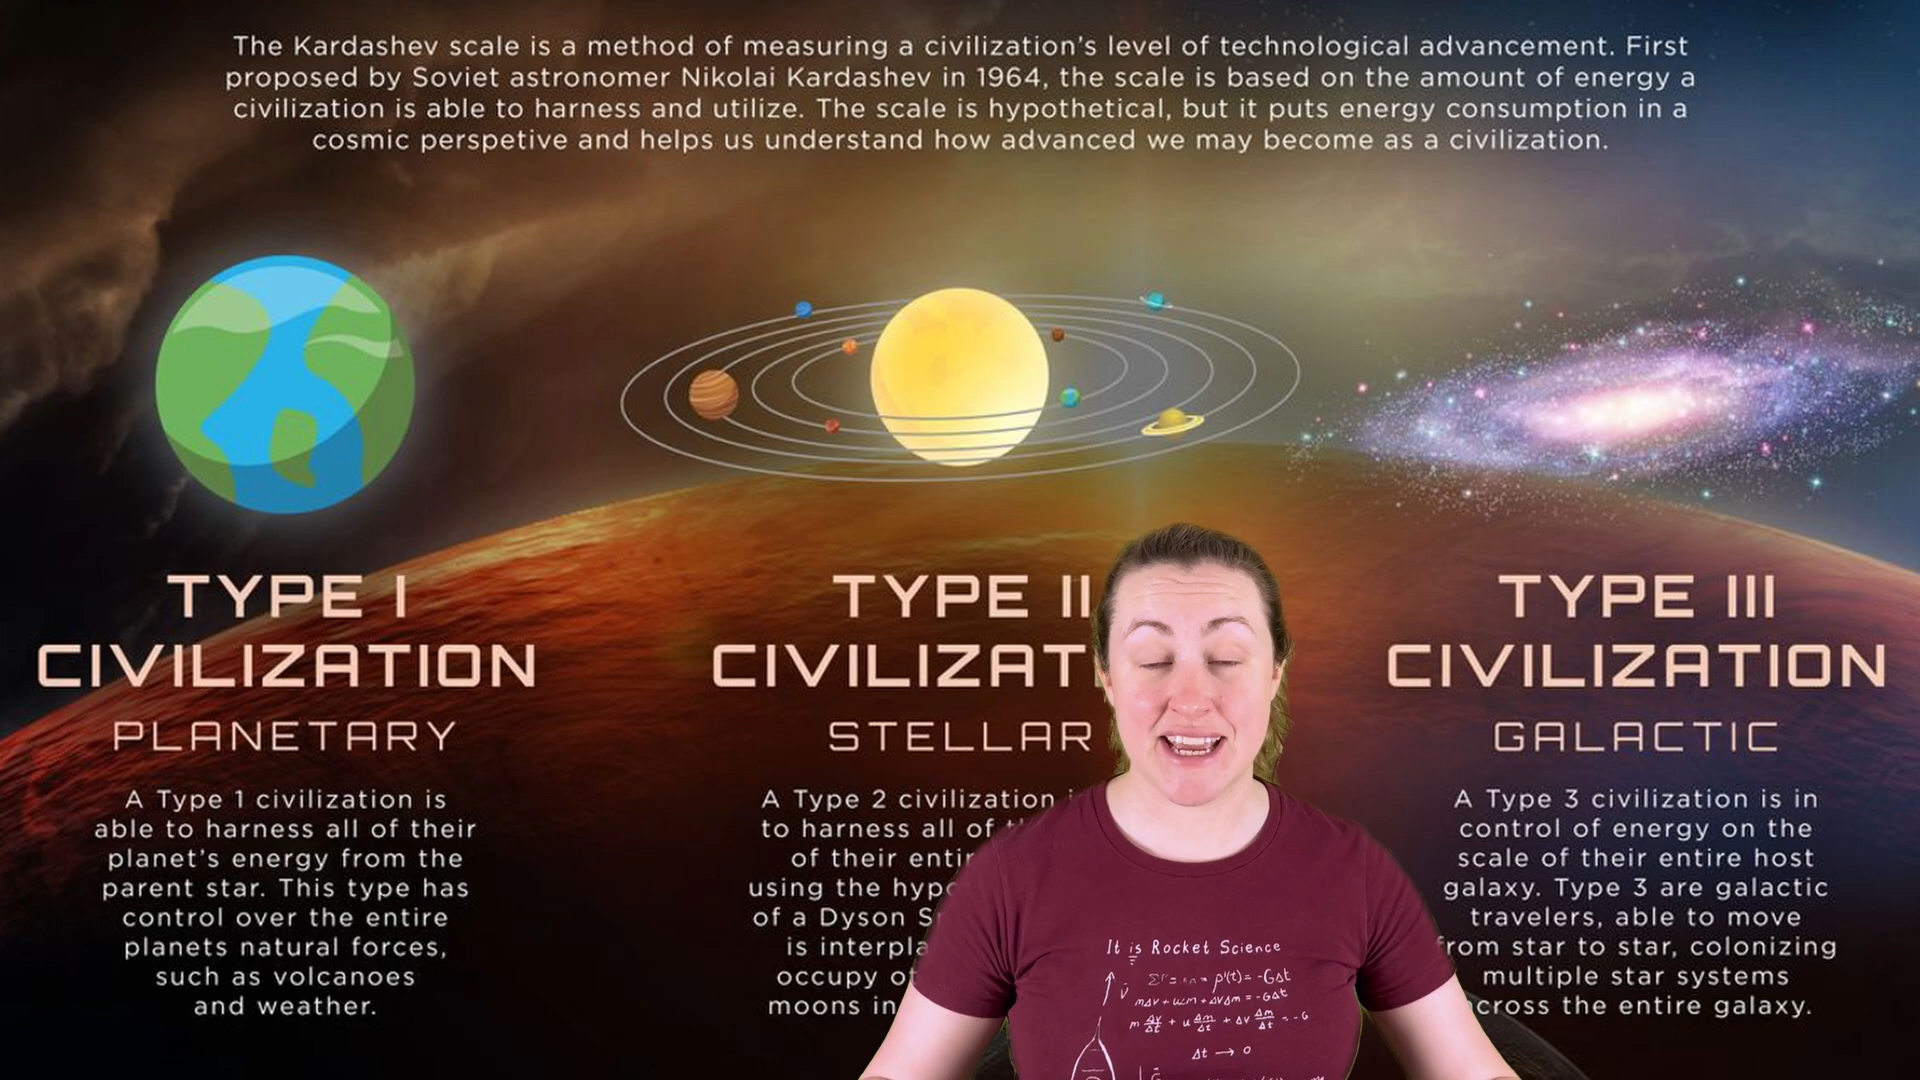 The Kardashev scale is a method of measuring a civilization's level of technological advancement. First
proposed by Soviet astronomer Nikolai Kardashev in 1964, the scale is based on the amount of energy a
civilization is able to harness and utilize. The scale is hypothetical, but it puts energy consumption in a
cosmic perspetive and helps us understand how advanced we may become as a civilization.
TYPE I
CIVILIZATION
PLANETARY
A Type 1 civilization is
able to harness all of their
planet's energy from the
parent star. This type has
control over the entire
planets natural forces,
such as volcanoes
and weather.
TYPE II
CIVILIZAT
STELLAR
A Type 2 civilization
to harness all of
of their
using the
of a Dyson
is
occupy
moons in
TYPE III
CIVILIZATION
GALACTIC
A Type 3 civilization is in
control of energy on the
scale of their entire host
galaxy. Type 3 are galactic
travelers, able to move
from star to star, colonizing
multiple star systems
across the entire galaxy.
It is Rocket Science
Δt → 0